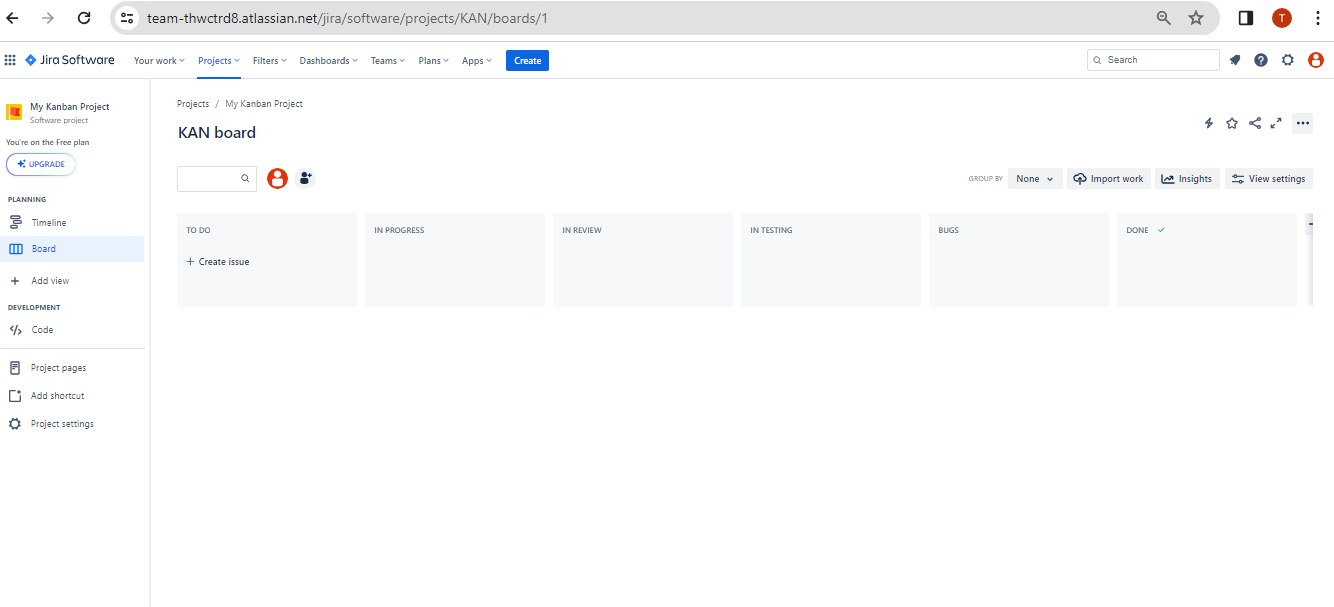 team-thwctrd8.atlassian.net/jira/software/projects/KAN/boards/1
T
Jira Software Your work Projects Filters Dashboards Teams Plans Apps Create Search
My Kanban Project
Software project
You're on the Free plan
UPGRADE
PLANNING
Timeline
Board
Add view
DEVELOPMENT
Code
Project pages
Add shortcut
Project settings
Projects / My Kanban Project
KAN board
GROUP BY None Import work Insights View settings
TO DO IN PROGRESS IN REVIEW IN TESTING BUGS DONE
+ Create issue